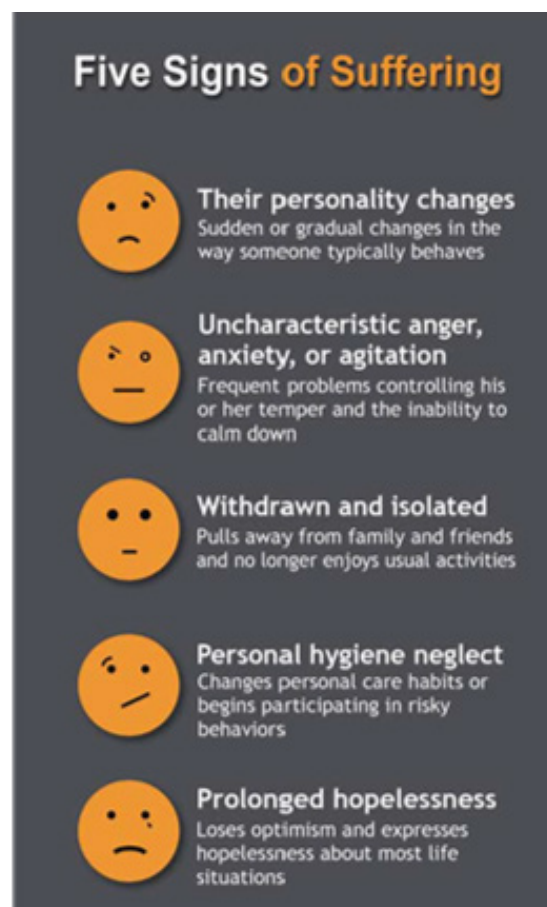 Five Signs of Suffering
Their personality changes
Sudden or gradual changes in the
way someone typically behaves
Uncharacteristic anger,
anxiety, or agitation
Frequent problems controlling his
or her temper and the inability to
calm down
Withdrawn and isolated
Pulls away from family and friends
and no longer enjoys usual activities
Personal hygiene neglect
Changes personal care habits or
begins participating in risky
behaviors
Prolonged hopelessness
Loses optimism and expresses
hopelessness about most life
situations